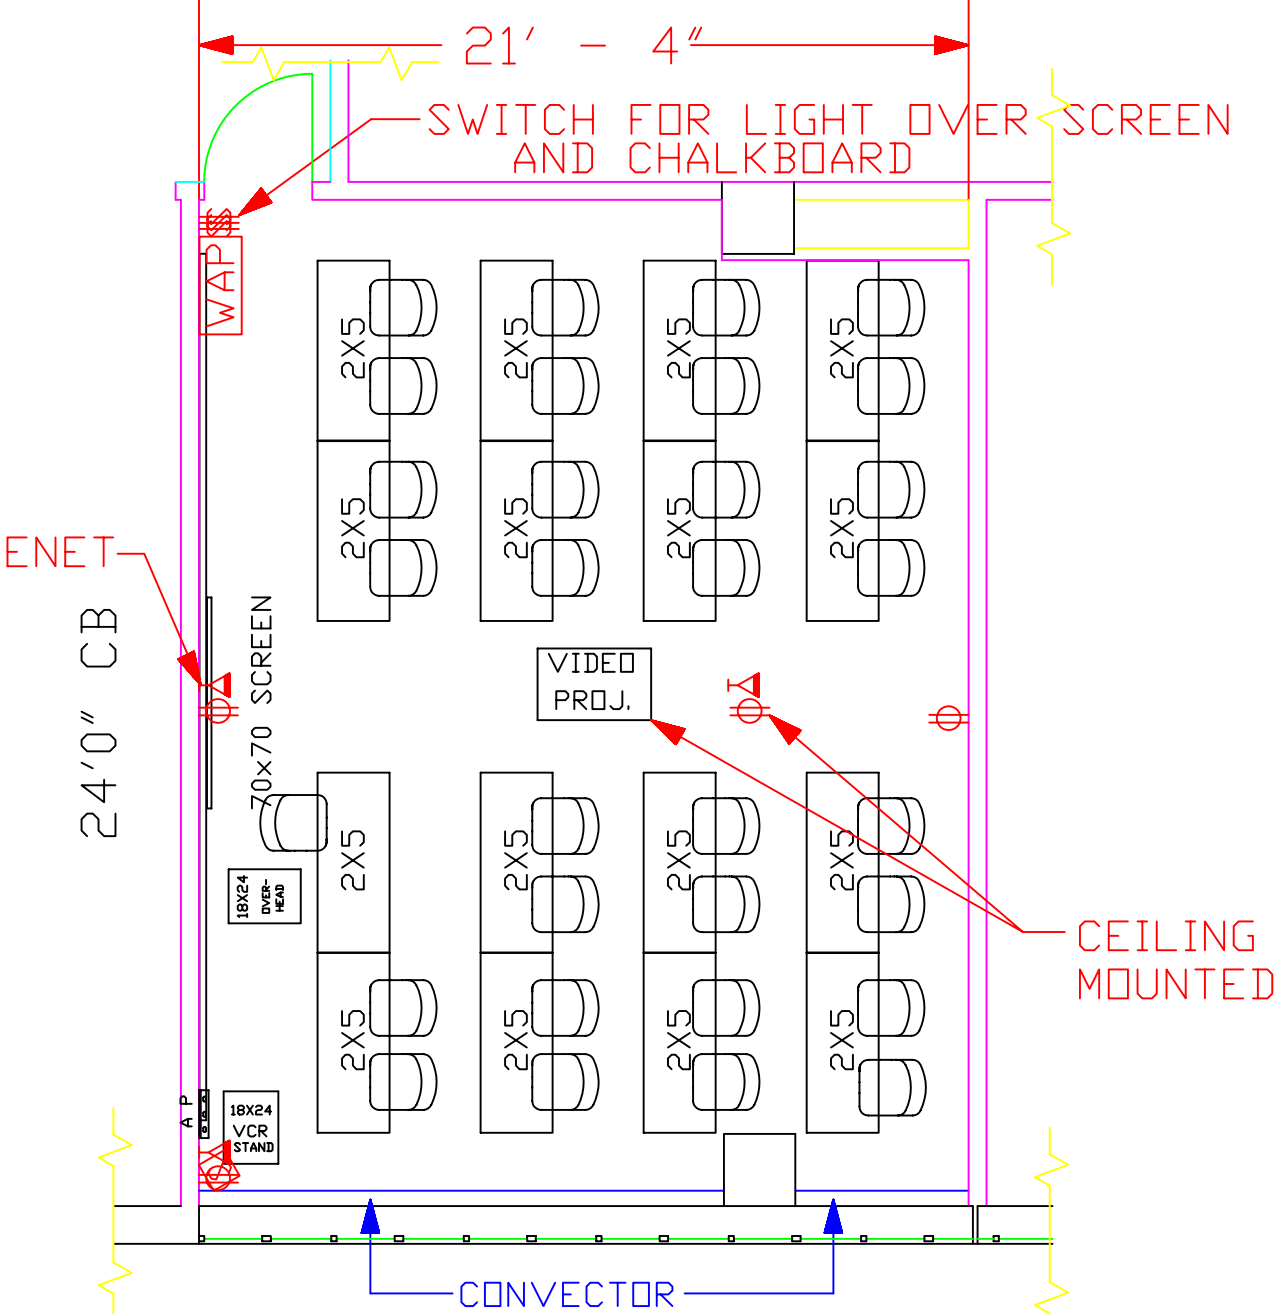 21' - 4"
SWITCH FOR LIGHT OVER SCREEN
AND CHALKBOARD
WAP
2X5
2X5
2X5
2X5
2X5
2X5
2X5
2X5
ENET
24'0" CB
70x70 SCREEN
VIDEO
PROJ.
2X5
2X5
2X5
2X5
18X24
OVER-
HEAD
CEILING
MOUNTED
2X5
2X5
2X5
2X5
A P
18X24
VCR
STAND
CONVECTOR